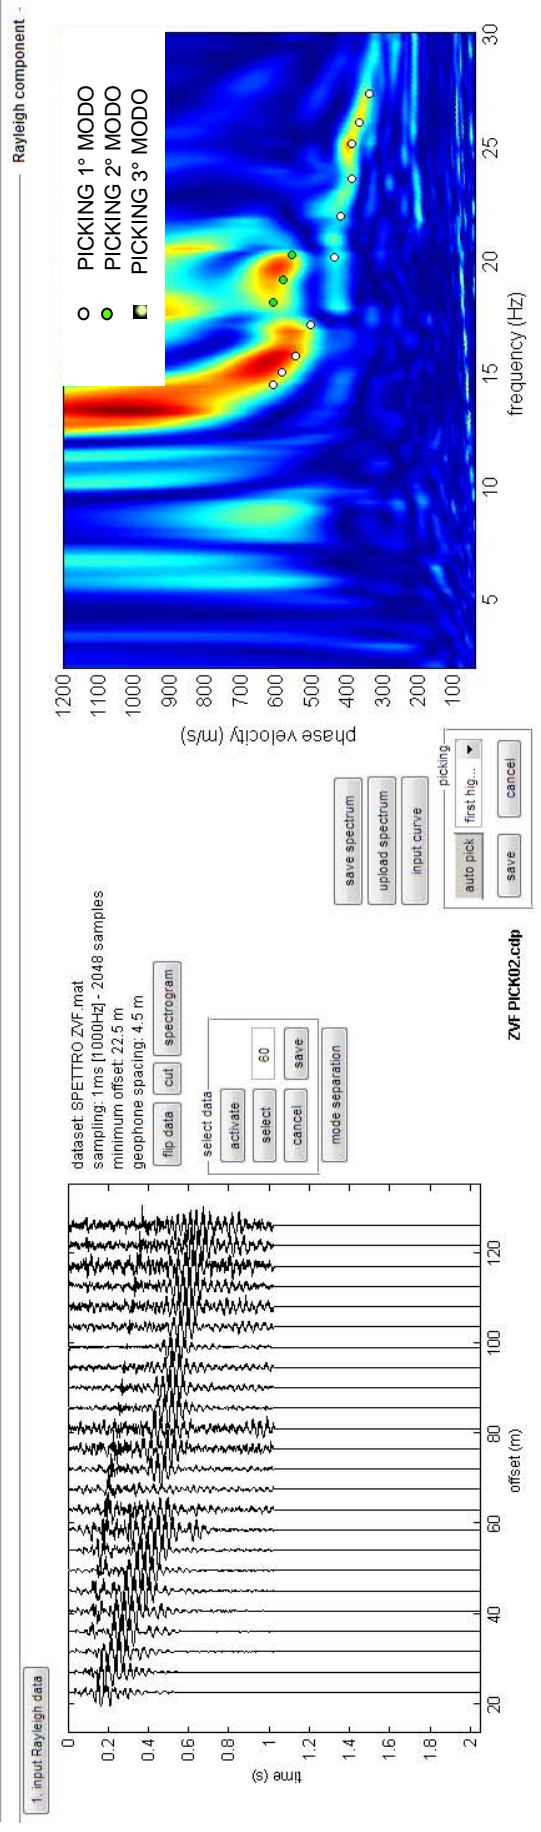 Rayleigh component
1. input Rayleigh data
0
0.2
0.4
0.6
0.8
1
1.2
1.4
1.6
1.8
2
time (s)
20
40
60
80
100
120
offset (m)
dataset: SPETTRO ZVF.mat
sampling: 1ms [1000Hz] - 2048 samples
minimum offset: 22.5 m
geophone spacing: 4.5 m
flip data
cut
spectrogram
select data
activate
select
60
cancel
save
mode separation
save spectrum
upload spectrum
input curve
picking
auto pick
first hig...
save
cancel
ZVF PICK02.cdp
1200
1100
1000
900
800
700
600
500
400
300
200
100
phase velocity (m/s)
5
10
15
20
25
30
frequency (Hz)
PICKING 1° MODO
PICKING 2° MODO
PICKING 3° MODO